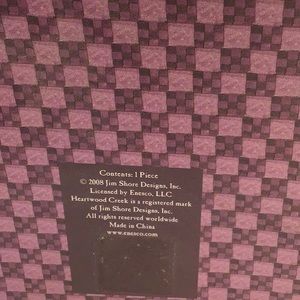 Contents: 1 Piece
© 2008 Jim Shore Designs, Inc.
Licensed by Enesco, LLC
Heartwood Creek is a registered mark
of Jim Shore Designs, Inc.
All rights reserved worldwide
Made in China
www.enesco.com